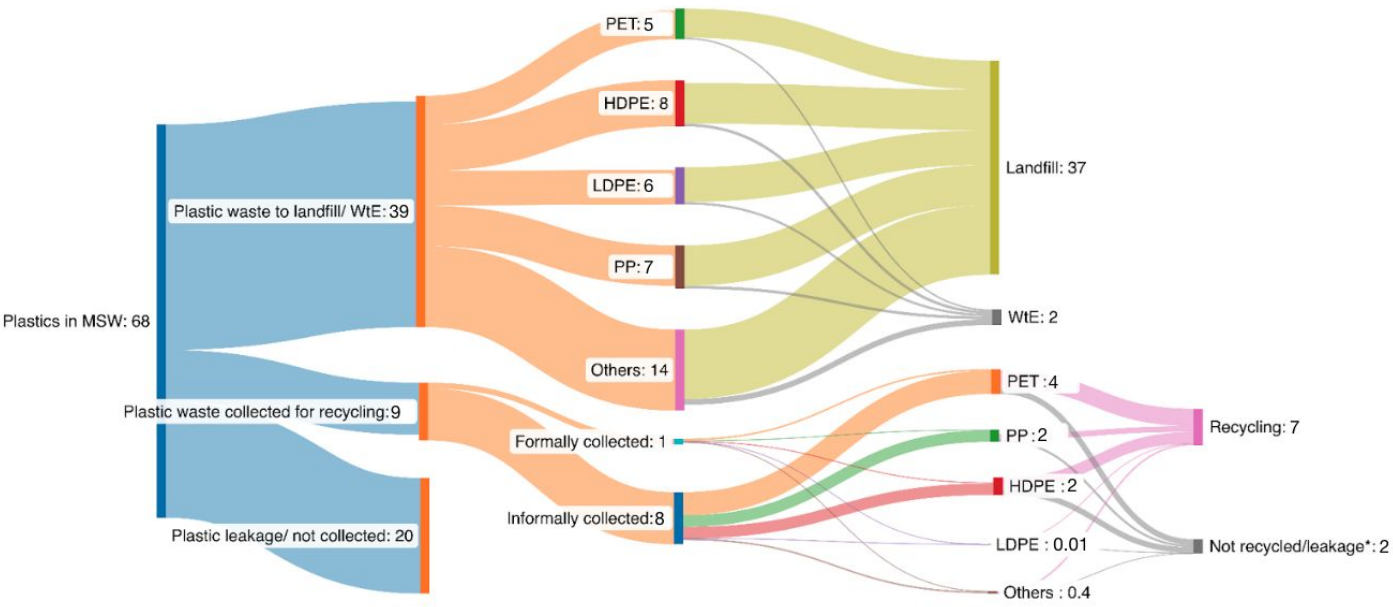 Plastics in MSW: 68
Plastic waste to landfill/ WtE: 39
Plastic waste collected for recycling:9
Plastic leakage/ not collected: 20
PET: 5
HDPE: 8
LDPE: 6
PP: 7
Others: 14
Formally collected: 1
Informally collected:8
Landfill: 37
WtE: 2
PET :4
PP :2
HDPE :2
LDPE : 0.01
Others : 0.4
Recycling: 7
Not recycled/leakage*: 2